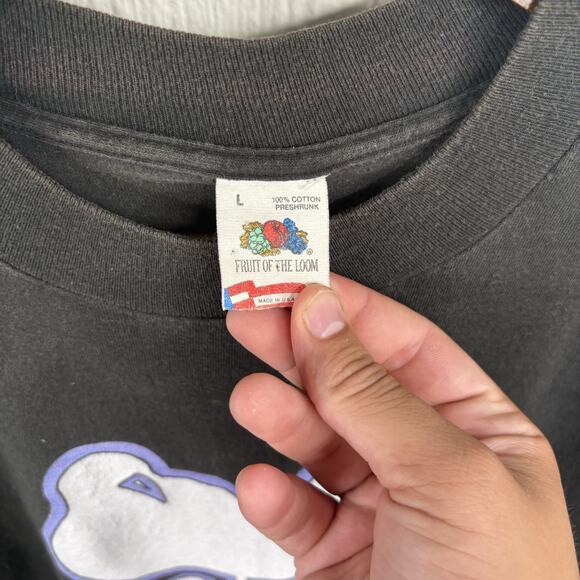 L
100% COTTON
PRESHRUNK
®
FRUIT OF THE LOOM
MADE IN U.S.A.